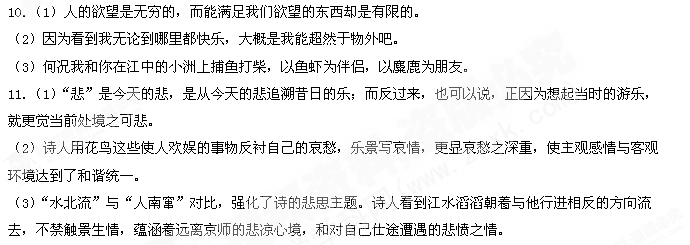 10.（1）人的欲望是无穷的，而能满足我们欲望的东西却是有限的。
（2）因为看到我无论到哪里都快乐，大概是我能超然于物外吧。
（3）何况我和你在江中的小洲上捕鱼打柴，以鱼虾为伴侣，以麋鹿为朋友。
11.（1）“悲”是今天的悲，是从今天的悲追溯昔日的乐；而反过来，也可以说，正因为想起当时的游乐，
就更觉当前处境之可悲。
（2）诗人用花鸟这些使人欢娱的事物反衬自己的哀愁，乐景写哀情，更显哀愁之深重，使主观感情与客观
环境达到了和谐统一。
（3）“水北流”与“人南窜”对比，强化了诗的悲思主题。诗人看到江水滔滔朝着与他行进相反的方向流
去，不禁触景生情，蕴涵着远离京师的悲凉心境，和对自己仕途遭遇的悲愤之情。